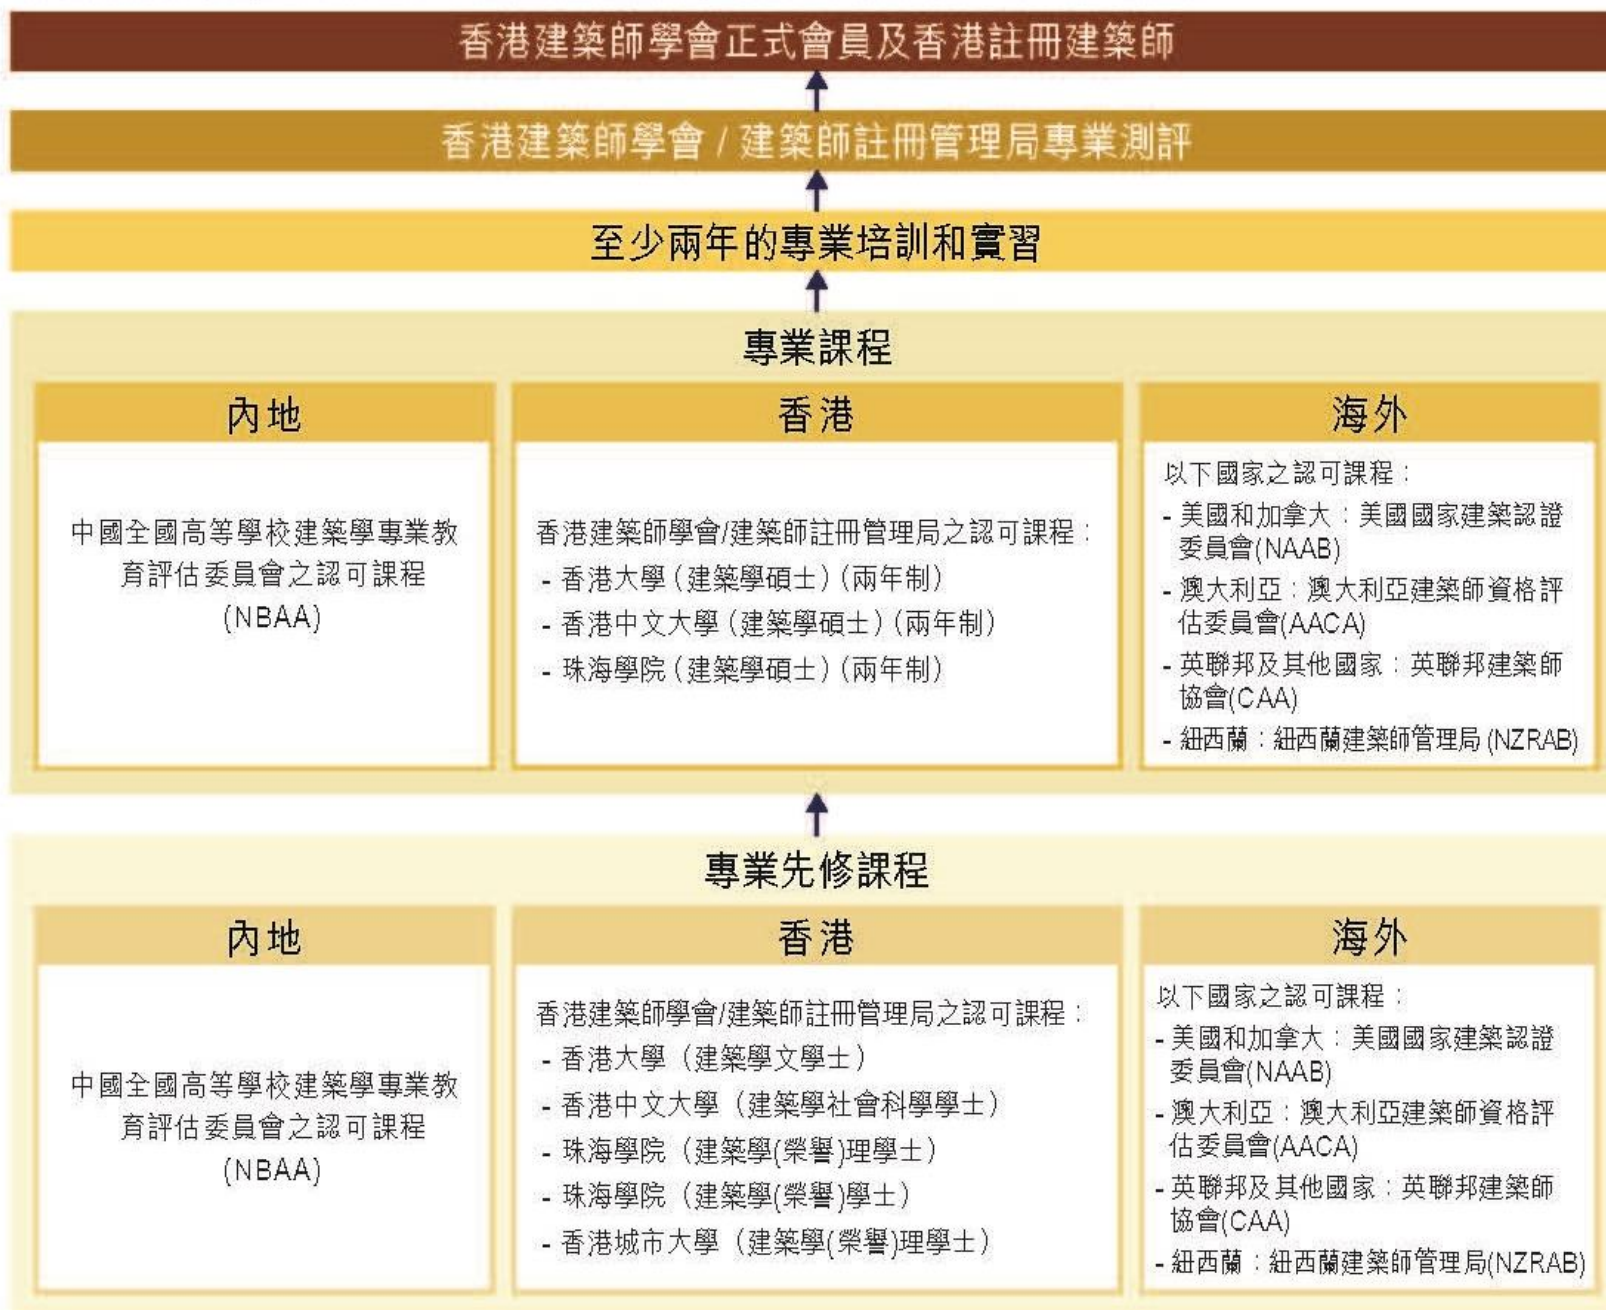 香港建築師學會正式會員及香港註冊建築師
香港建築師學會 / 建築師註冊管理局專業測評
至少兩年的專業培訓和實習
專業課程
內地
中國全國高等學校建築學專業教
育評估委員會之認可課程
(NBAA)
香港
香港建築師學會/建築師註冊管理局之認可課程：
- 香港大學（建築學碩士）（兩年制）
- 香港中文大學（建築學碩士）（兩年制）
- 珠海學院（建築學碩士）（兩年制）
海外
以下國家之認可課程：
- 美國和加拿大：美國國家建築認證
委員會(NAAB)
- 澳大利亞：澳大利亞建築師資格評
估委員會(AACA)
- 英聯邦及其他國家：英聯邦建築師
協會(CAA)
- 紐西蘭：紐西蘭建築師管理局 (NZRAB)
專業先修課程
內地
中國全國高等學校建築學專業教
育評估委員會之認可課程
(NBAA)
香港
香港建築師學會/建築師註冊管理局之認可課程：
- 香港大學（建築學文學士）
- 香港中文大學（建築學社會科學學士）
- 珠海學院（建築學(榮譽)理學士）
- 珠海學院（建築學(榮譽)學士）
- 香港城市大學（建築學(榮譽)理學士）
海外
以下國家之認可課程：
- 美國和加拿大：美國國家建築認證
委員會(NAAB)
- 澳大利亞：澳大利亞建築師資格評
估委員會(AACA)
- 英聯邦及其他國家：英聯邦建築師
協會(CAA)
- 紐西蘭：紐西蘭建築師管理局(NZRAB)